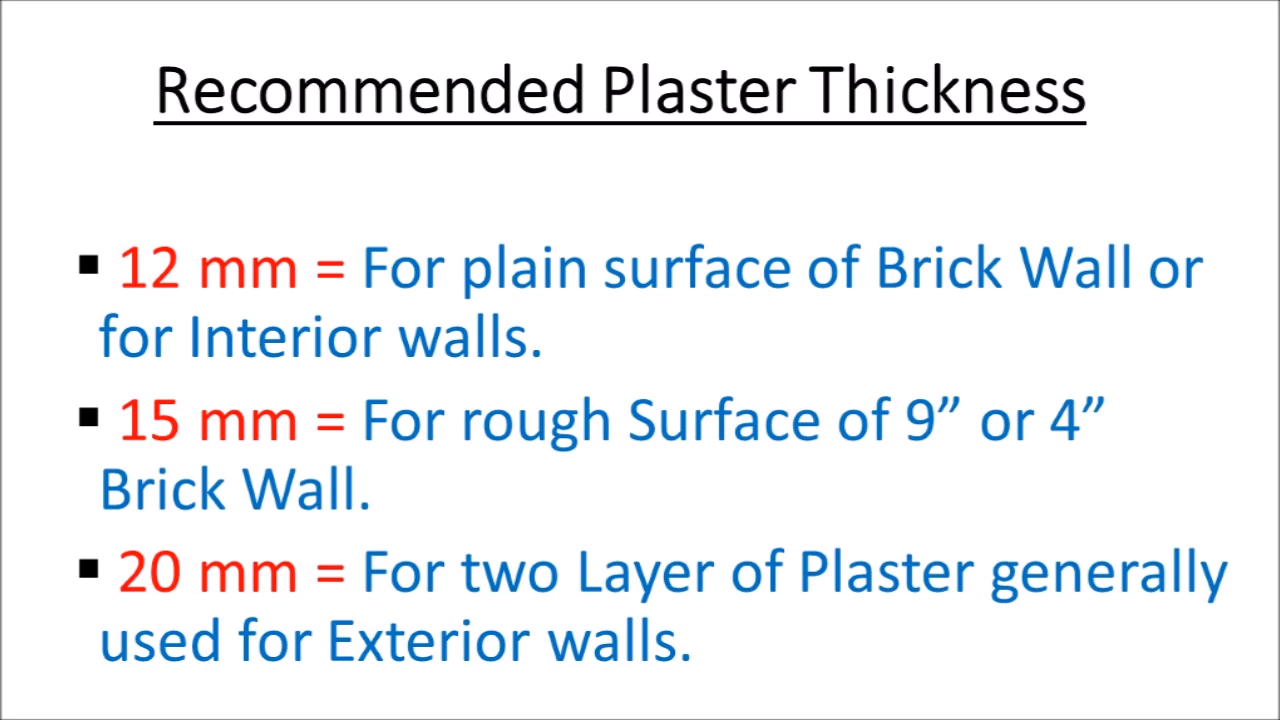 Recommended Plaster Thickness
▪ 12 mm = For plain surface of Brick Wall or
for Interior walls.
▪ 15 mm = For rough Surface of 9” or 4”
Brick Wall.
▪ 20 mm = For two Layer of Plaster generally
used for Exterior walls.